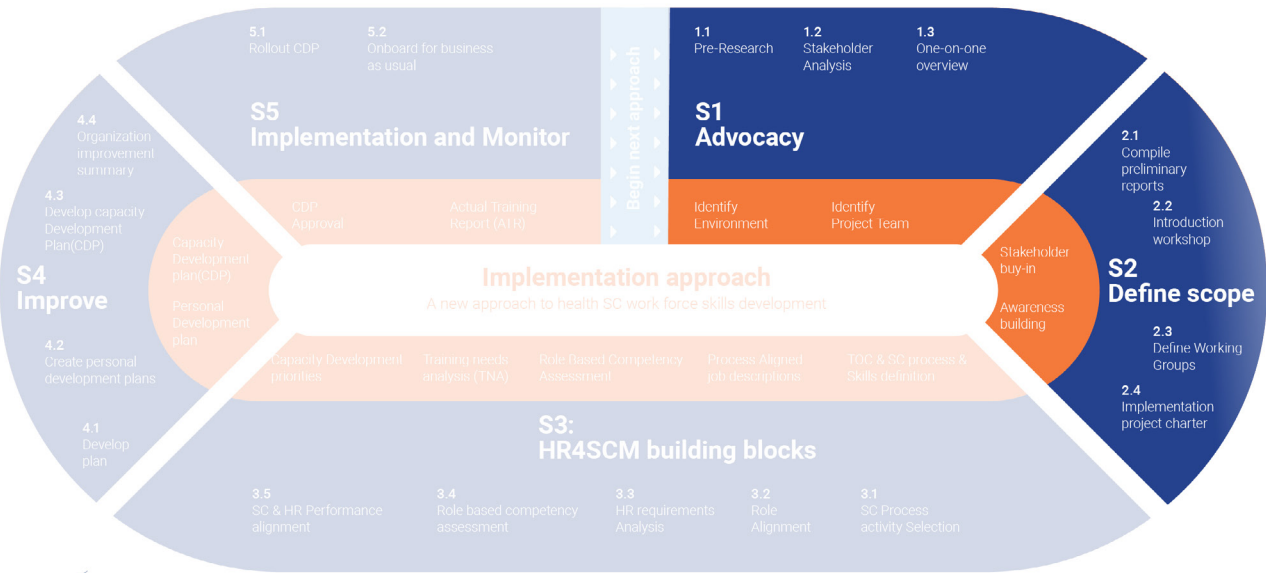 5.1
Rollout CDP
5.2
Onboard for business
as usual
S5
Implementation and Monitor
Begin next approach
1.1
Pre-Research
1.2
Stakeholder
Analysis
1.3
One-on-one
overview
S1
Advocacy
2.1
Compile
preliminary
reports
2.2
Introduction
workshop
S2
Define scope
2.3
Define Working
Groups
2.4
Implementation
project charter
4.4
Organization
improvement
summary
4.3
Develop capacity
Development
Plan(CDP)
S4
Improve
4.2
Create personal
development plans
4.1
Develop
plan
CDP
Approval
Actual Training
Report (ATR)
Identify
Environment
Identify
Project Team
Capacity
Development
plan(CDP)
Personal
Development
plan
Implementation approach
A new approach to health SC work force skills development
Stakeholder
buy-in
Awareness
building
Capacity Development
priorities
Training needs
analysis (TNA)
Role Based Competency
Assessment
Process Aligned
job descriptions
TOC & SC process &
Skills definition
S3:
HR4SCM building blocks
3.5
SC & HR Performance
alignment
3.4
Role based competency
assessment
3.3
HR requirements
Analysis
3.2
Role
Alignment
3.1
SC Process
activity Selection